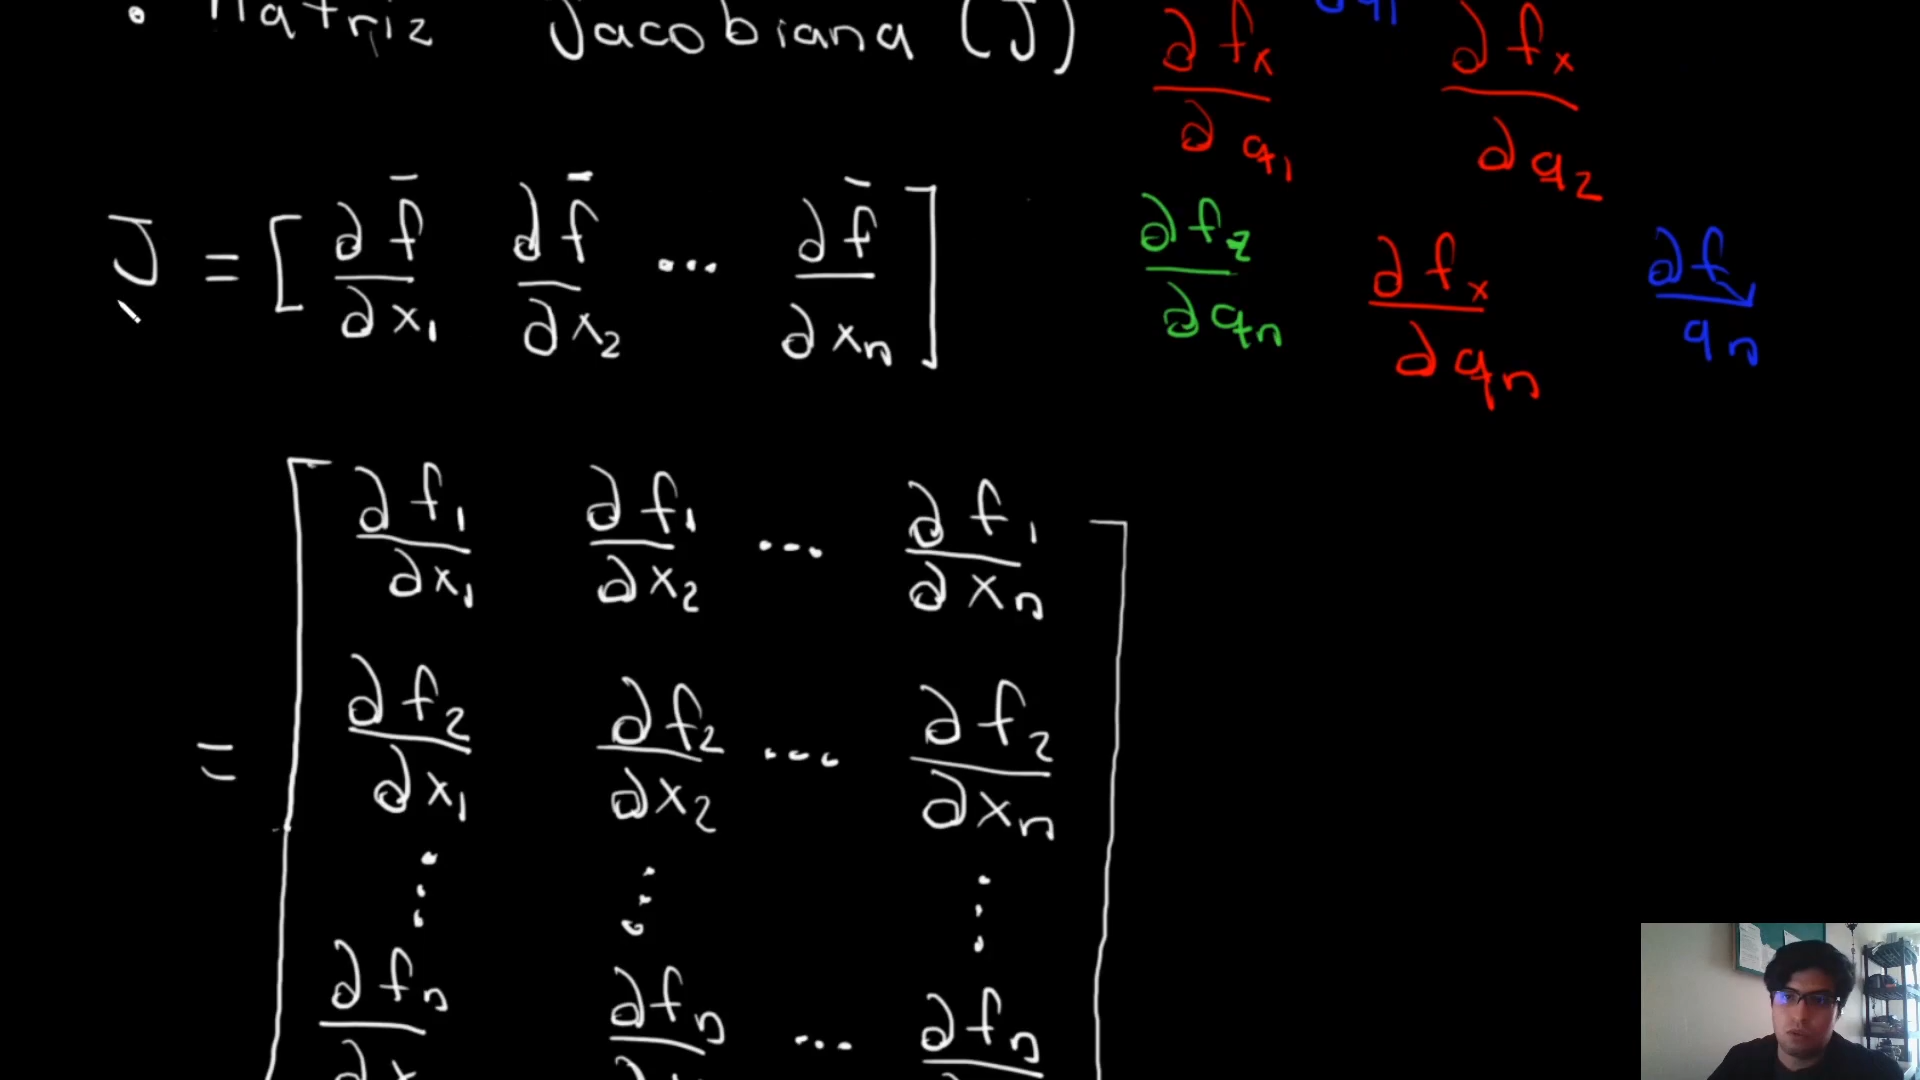 • Matriz Jacobiana (J)
∂fx/∂q1 ∂fx/∂q2
J = [ ∂f̄/∂x1 ∂f̄/∂x2 ... ∂f̄/∂xn ]
∂fz/∂qn ∂fx/∂qn ∂fy/qn
= [ ∂f1/∂x1 ∂f1/∂x2 ... ∂f1/∂xn ]
∂f2/∂x1 ∂f2/∂x2 ... ∂f2/∂xn
⋮ ⋮ ⋮
∂fn/∂x ∂fn/∂ ... ∂fn/∂